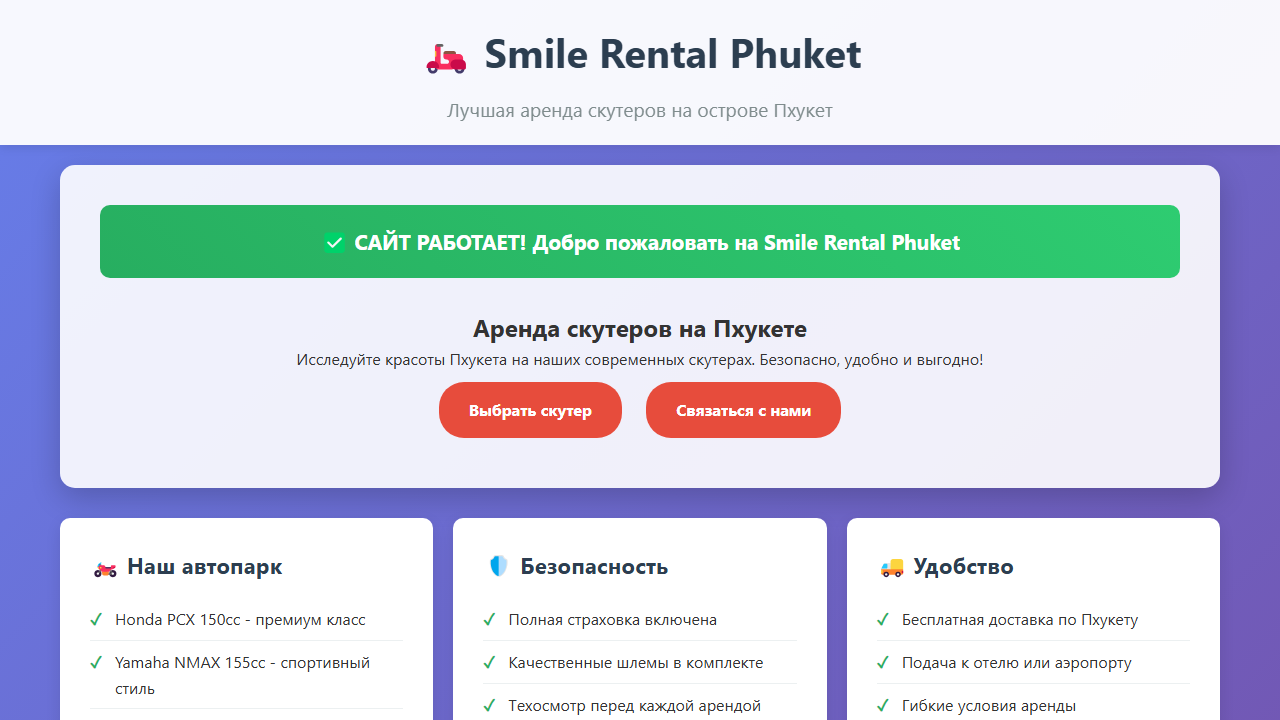 Smile Rental Phuket
Лучшая аренда скутеров на острове Пхукет
✅ САЙТ РАБОТАЕТ! Добро пожаловать на Smile Rental Phuket
Аренда скутеров на Пхукете
Исследуйте красоты Пхукета на наших современных скутерах. Безопасно, удобно и выгодно!
Выбрать скутер
Связаться с нами
Наш автопарк
✓ Honda PCX 150cc - премиум класс
✓ Yamaha NMAX 155cc - спортивный
стиль
Безопасность
✓ Полная страховка включена
✓ Качественные шлемы в комплекте
✓ Техосмотр перед каждой арендой
Удобство
✓ Бесплатная доставка по Пхукету
✓ Подача к отелю или аэропорту
✓ Гибкие условия аренды